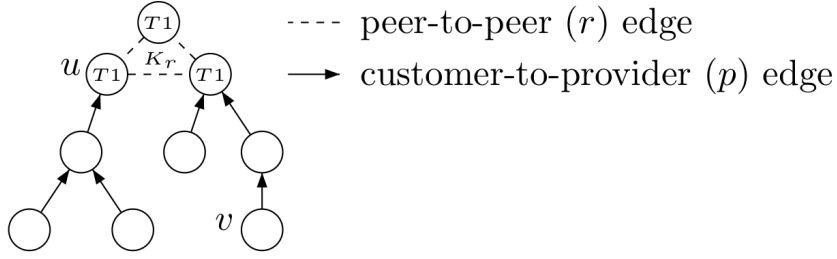 T1
peer-to-peer (r) edge
K_r
u T1 T1
customer-to-provider (p) edge
v